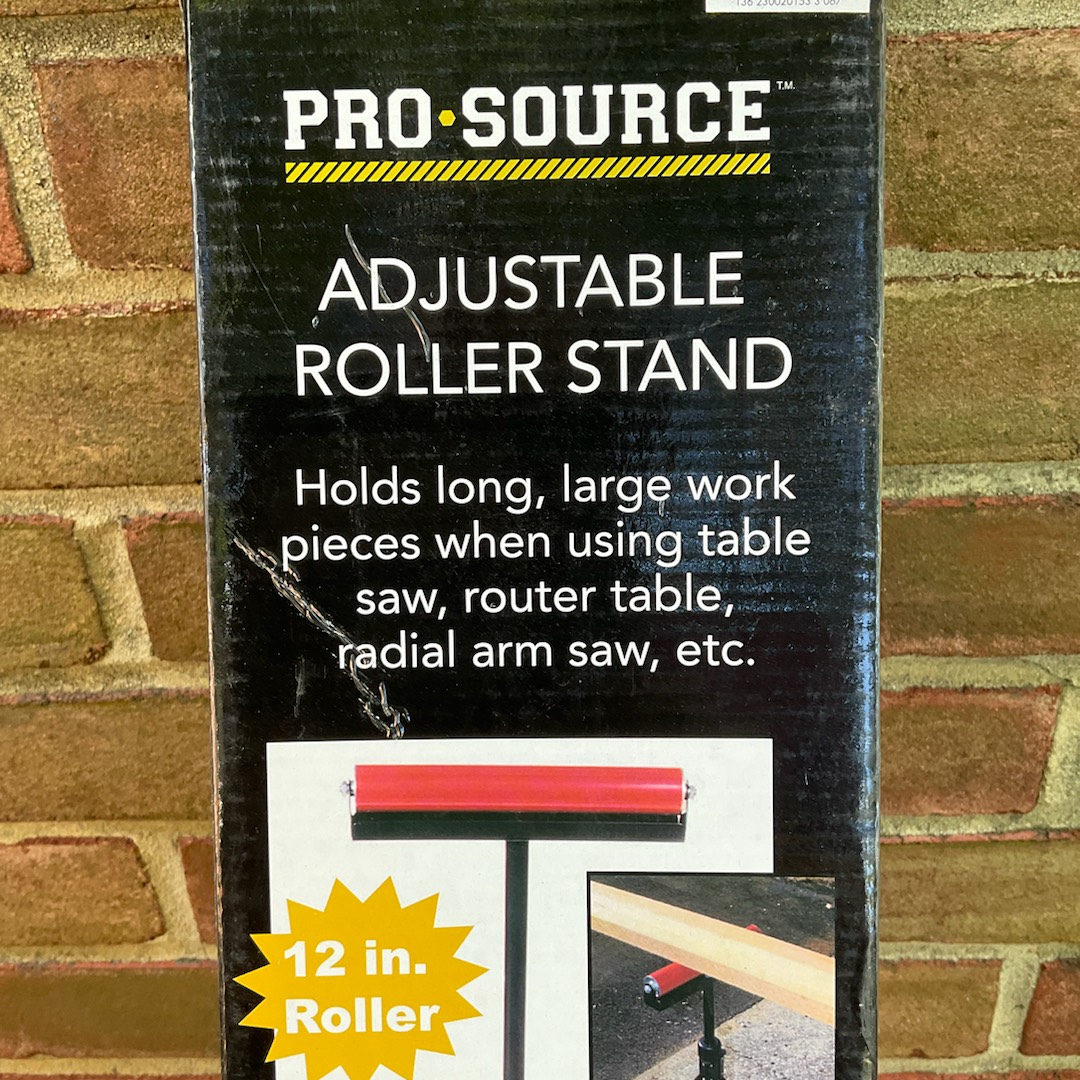 PRO·SOURCE T.M.
ADJUSTABLE
ROLLER STAND
Holds long, large work
pieces when using table
saw, router table,
radial arm saw, etc.
12 in.
Roller